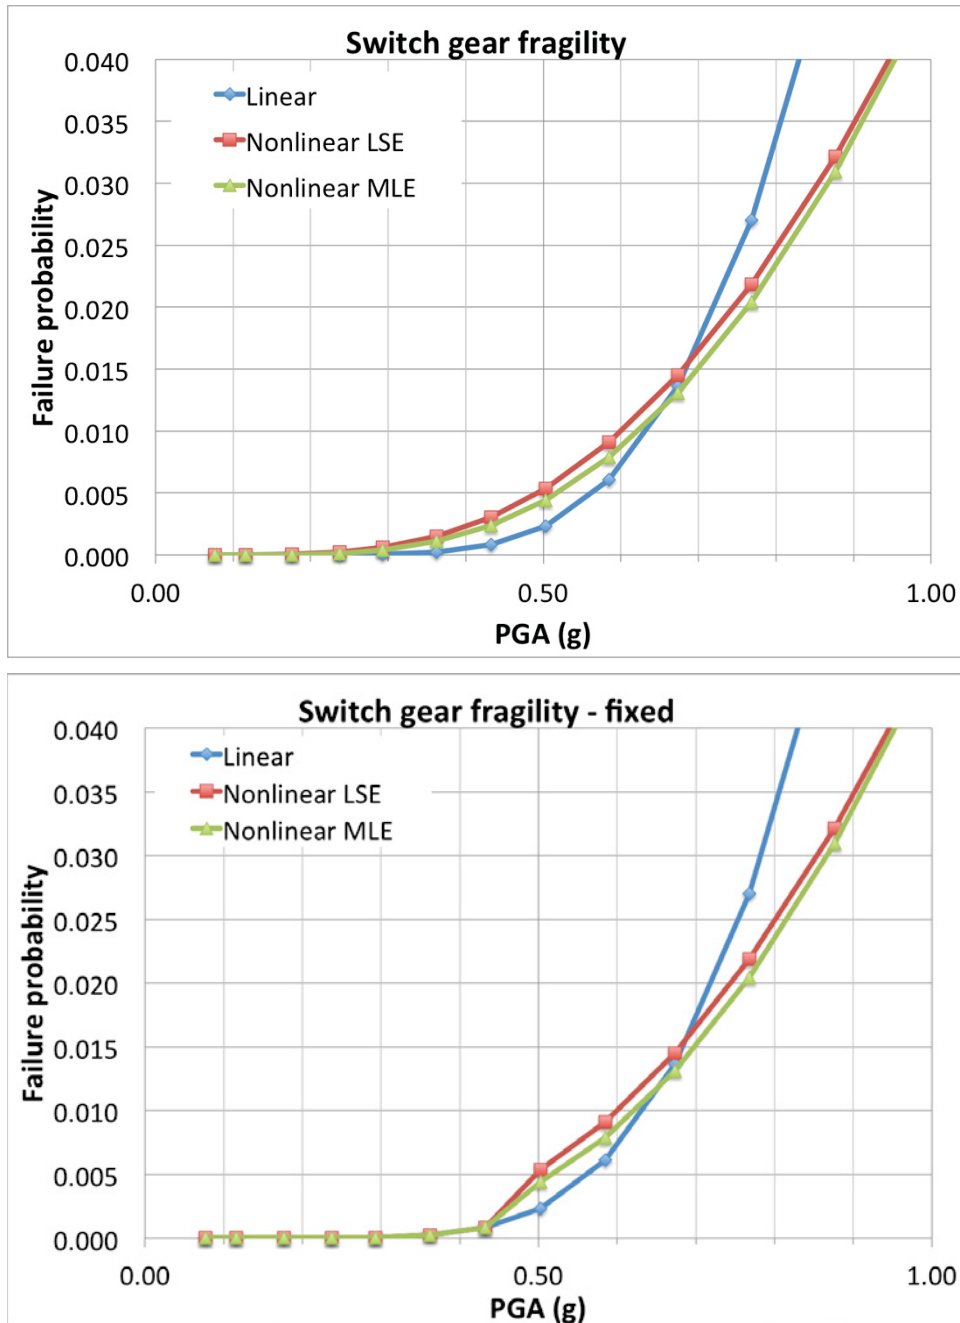 Switch gear fragility
0.040
0.035
0.030
0.025
0.020
0.015
0.010
0.005
0.000
Failure probability
Linear
Nonlinear LSE
Nonlinear MLE
0.00
0.50
1.00
PGA (g)
Switch gear fragility - fixed
0.040
0.035
0.030
0.025
0.020
0.015
0.010
0.005
0.000
Failure probability
Linear
Nonlinear LSE
Nonlinear MLE
0.00
0.50
1.00
PGA (g)